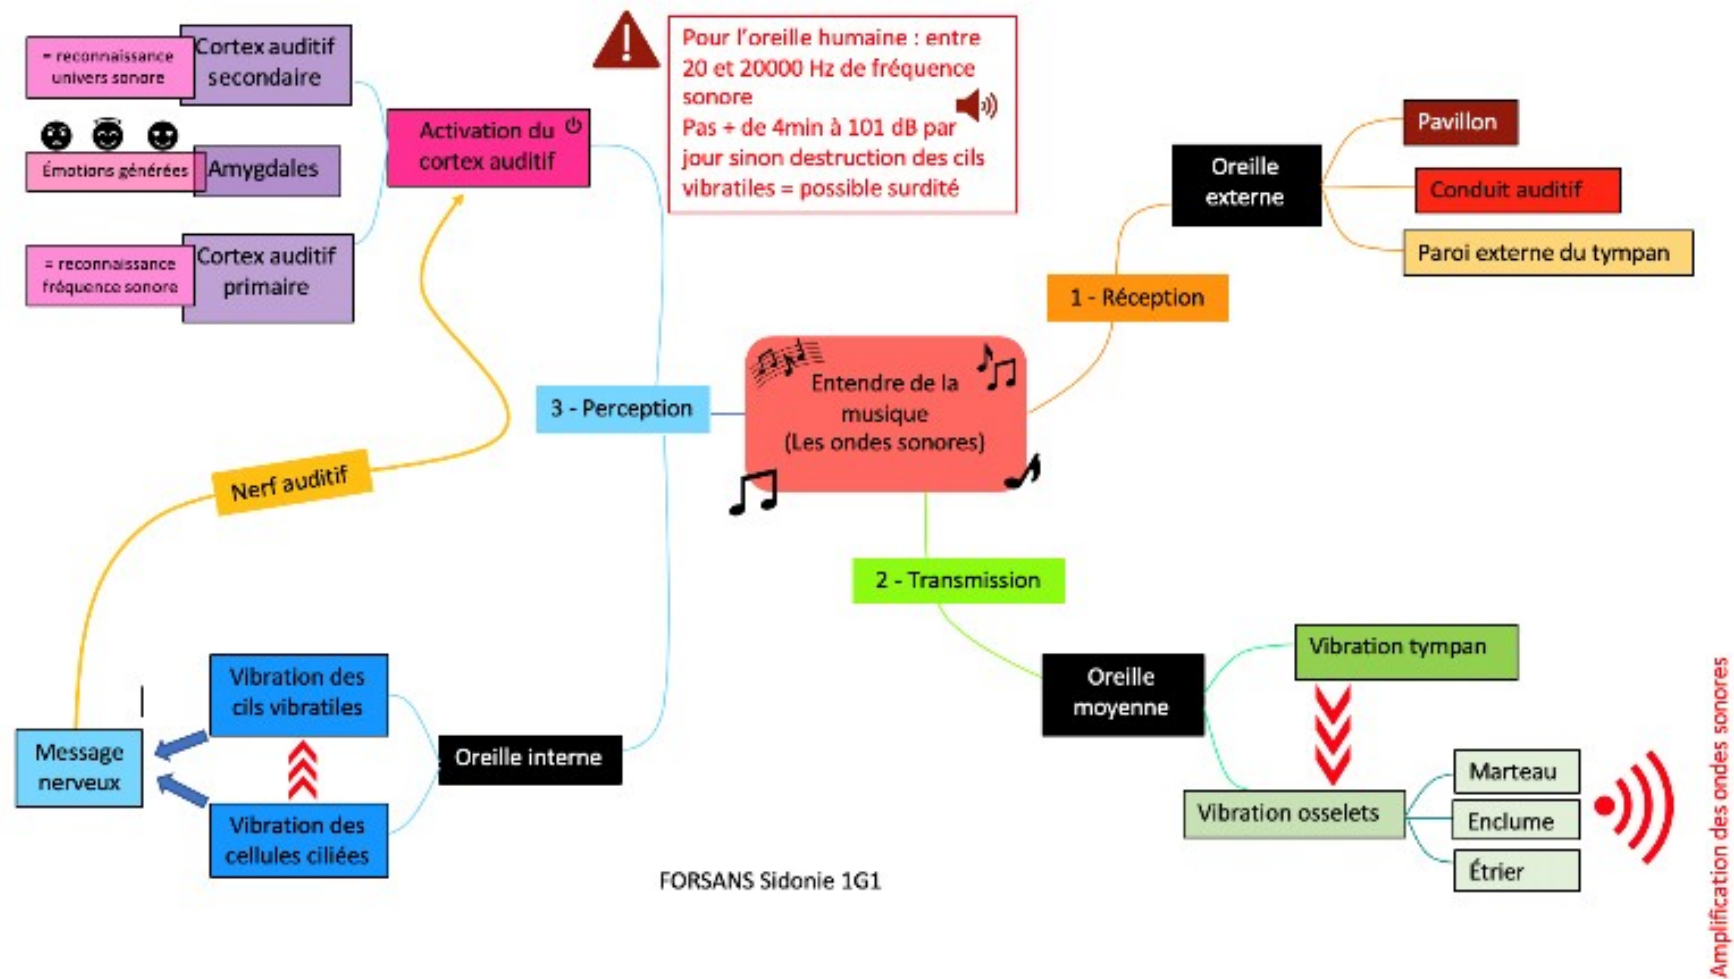 Cortex auditif
secondaire
= reconnaissance
univers sonore
Émotions générées
Amygdales
Cortex auditif
primaire
= reconnaissance
fréquence sonore
Activation du
cortex auditif
Pour l'oreille humaine : entre
20 et 20000 Hz de fréquence
sonore
Pas + de 4min à 101 dB par
jour sinon destruction des cils
vibratiles = possible surdité
Oreille
externe
Pavillon
Conduit auditif
Paroi externe du tympan
1 - Réception
Entendre de la
musique
(Les ondes sonores)
3 - Perception
Nerf auditif
2 - Transmission
Oreille
moyenne
Vibration tympan
Vibration osselets
Marteau
Enclume
Étrier
Amplification des ondes sonores
Oreille interne
Vibration des
cils vibratiles
Vibration des
cellules ciliées
Message
nerveux
FORSANS Sidonie 1G1